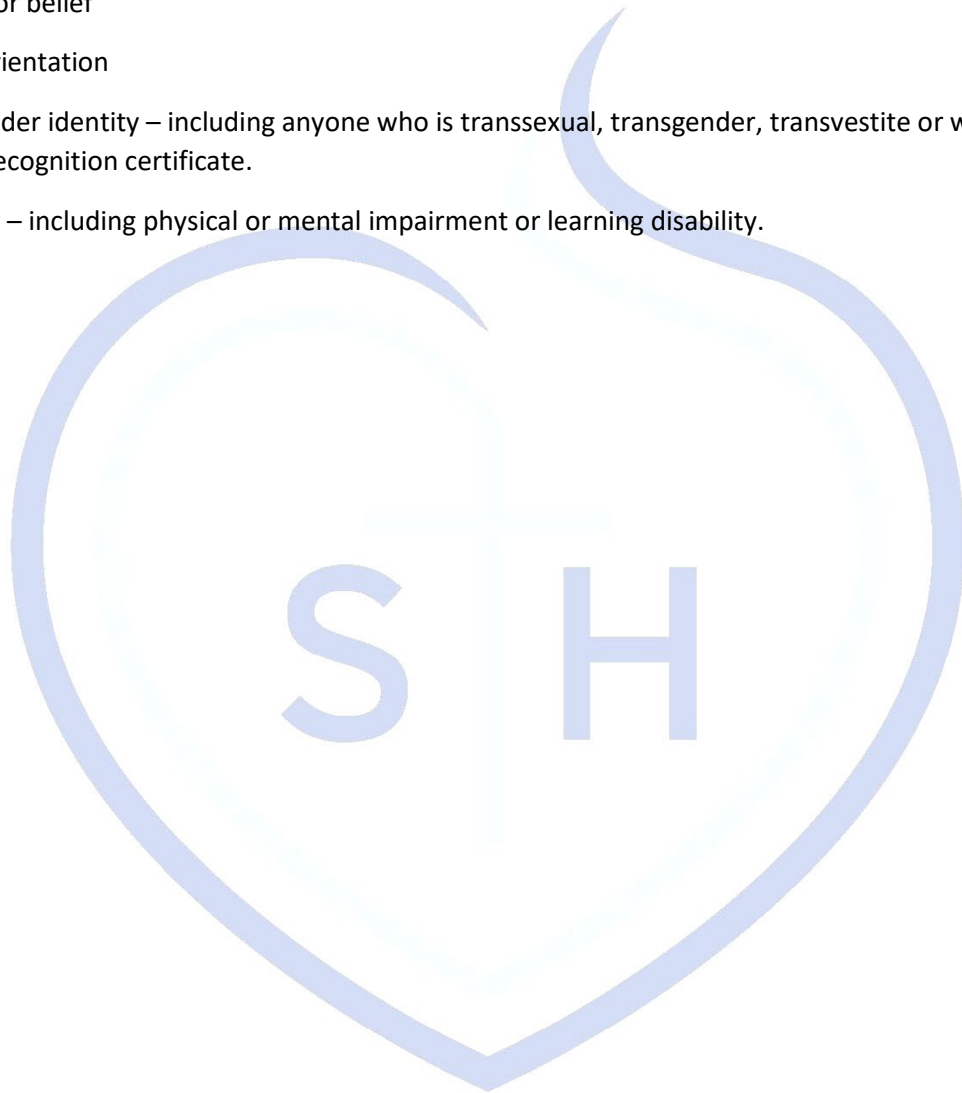 or belief
ientation
der identity – including anyone who is transsexual, transgender, transvestite or w
ecognition certificate.
– including physical or mental impairment or learning disability.
S H